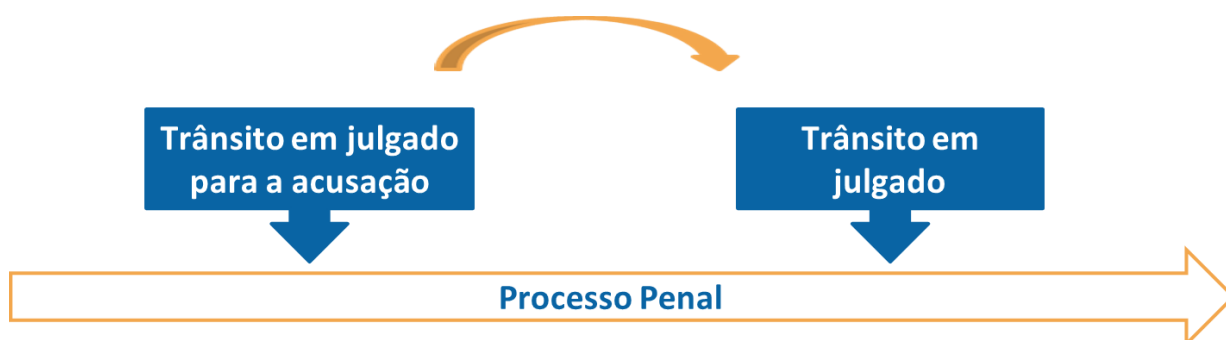 Trânsito em julgado
para a acusação
Trânsito em
julgado
Processo Penal